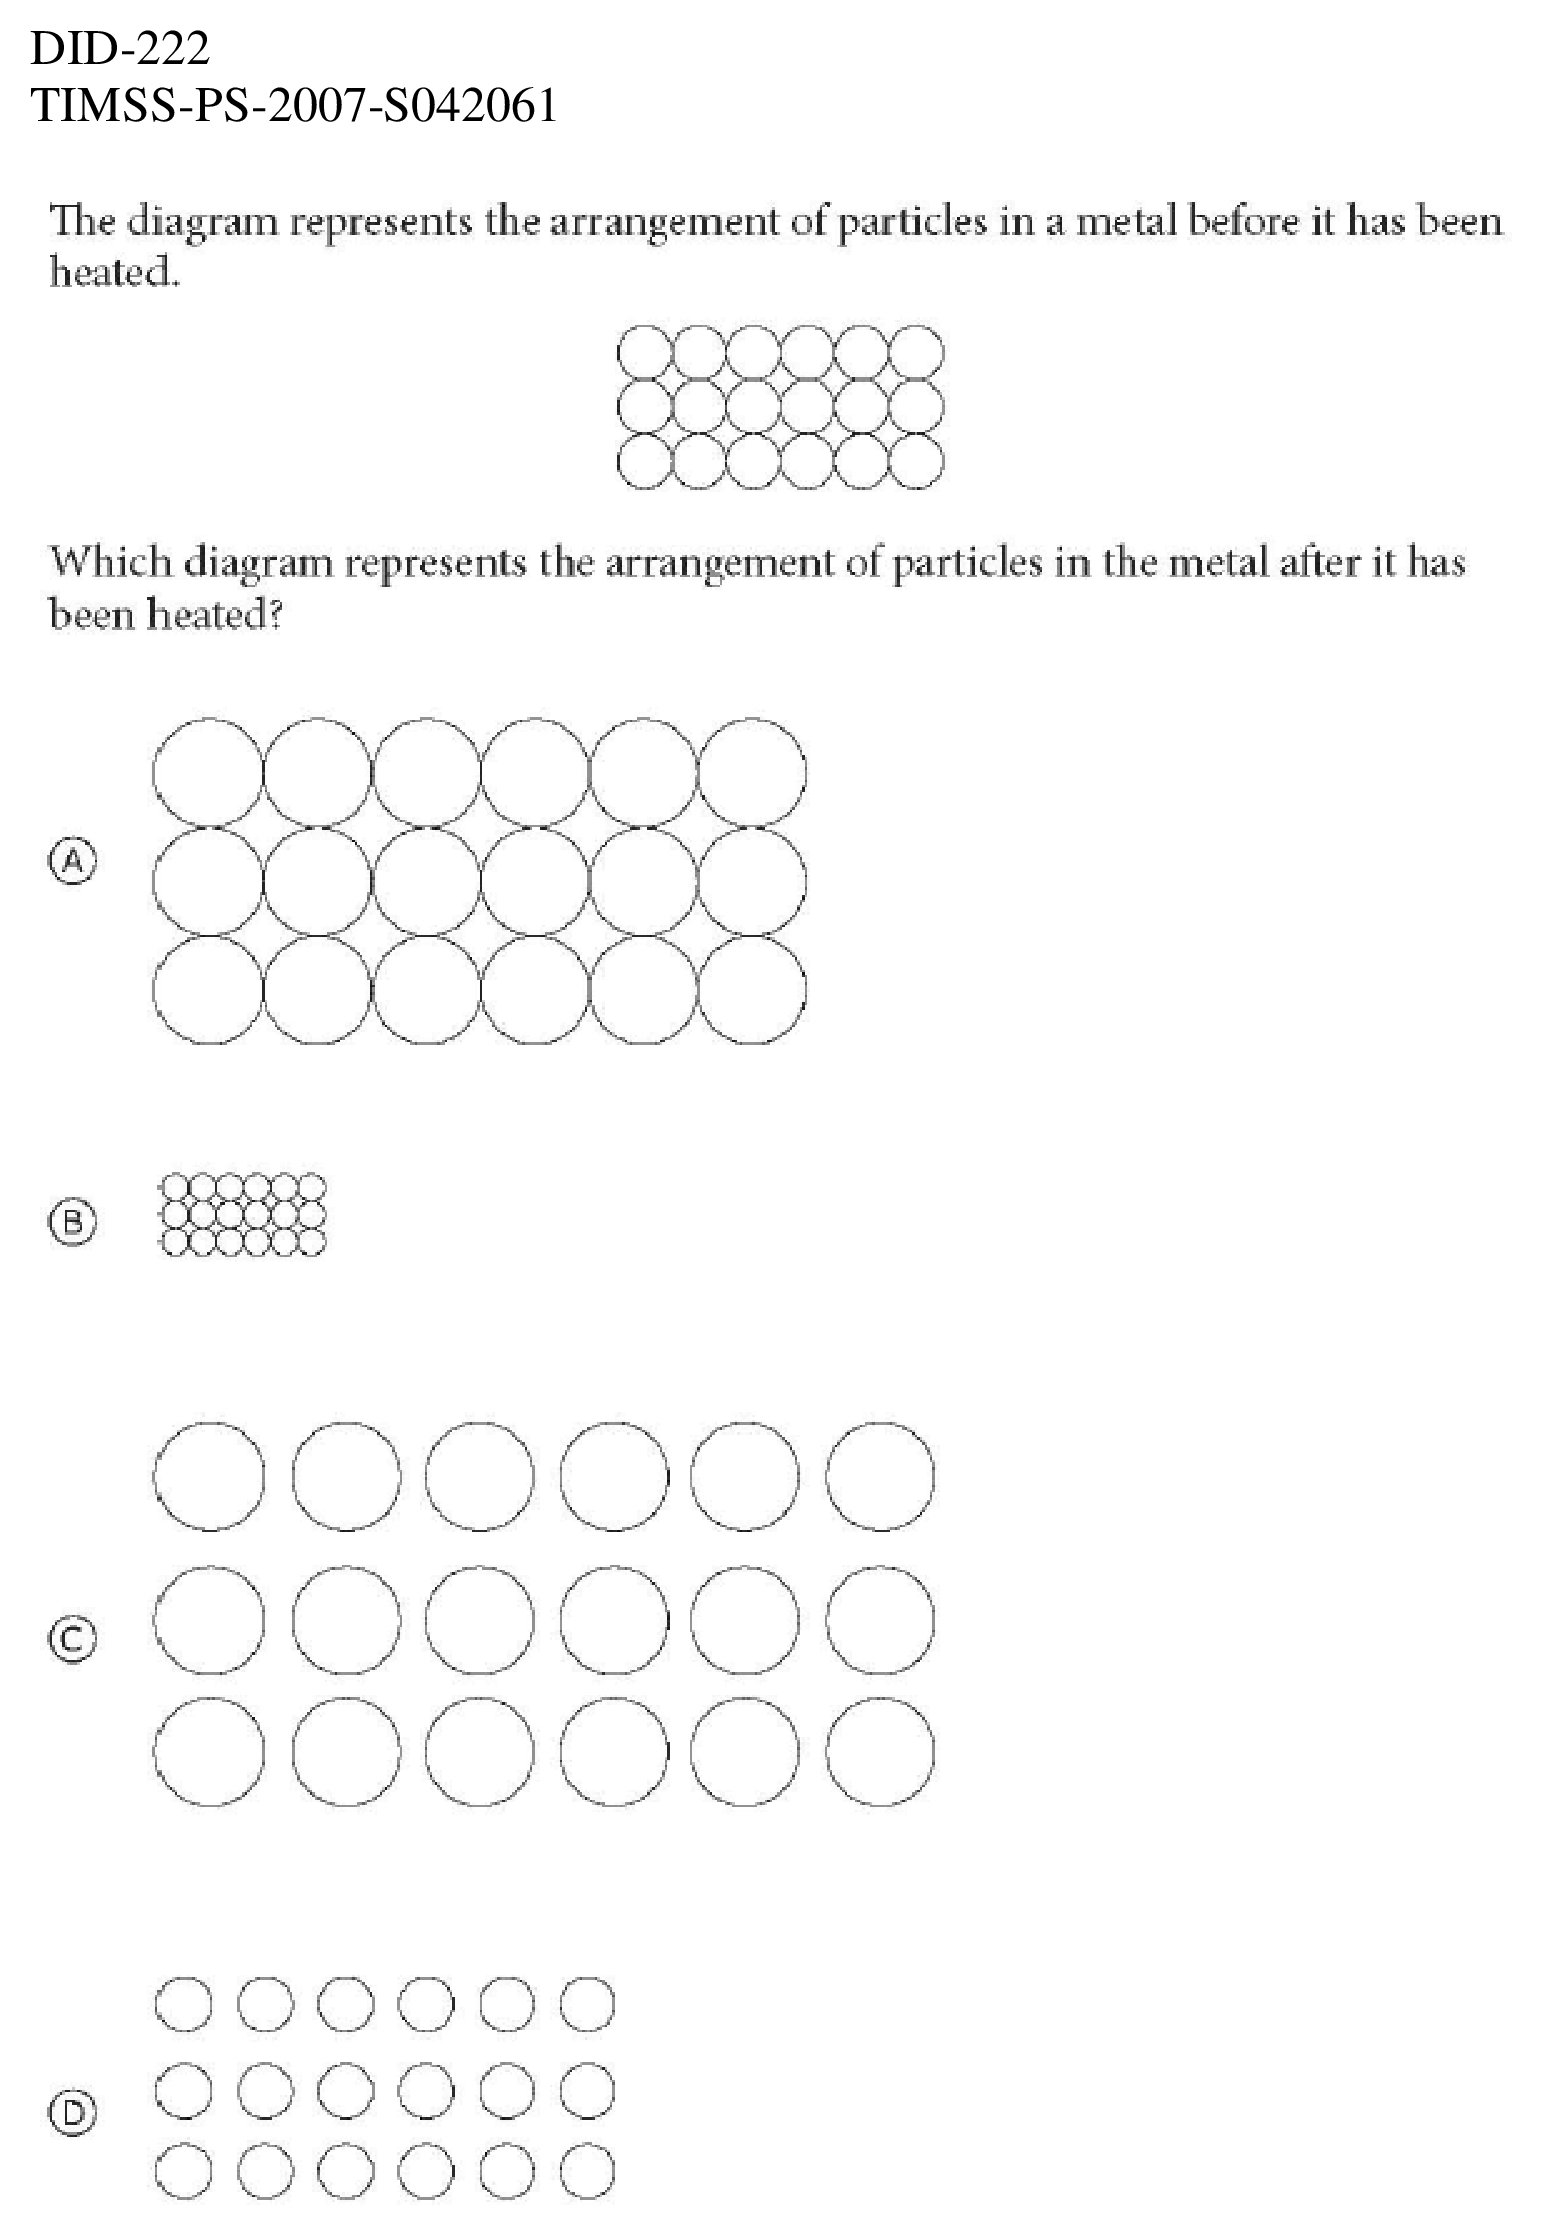 DID-222
TIMSS-PS-2007-S042061
The diagram represents the arrangement of particles in a metal before it has been
heated.
Which diagram represents the arrangement of particles in the metal after it has
been heated?
A
B
C
D